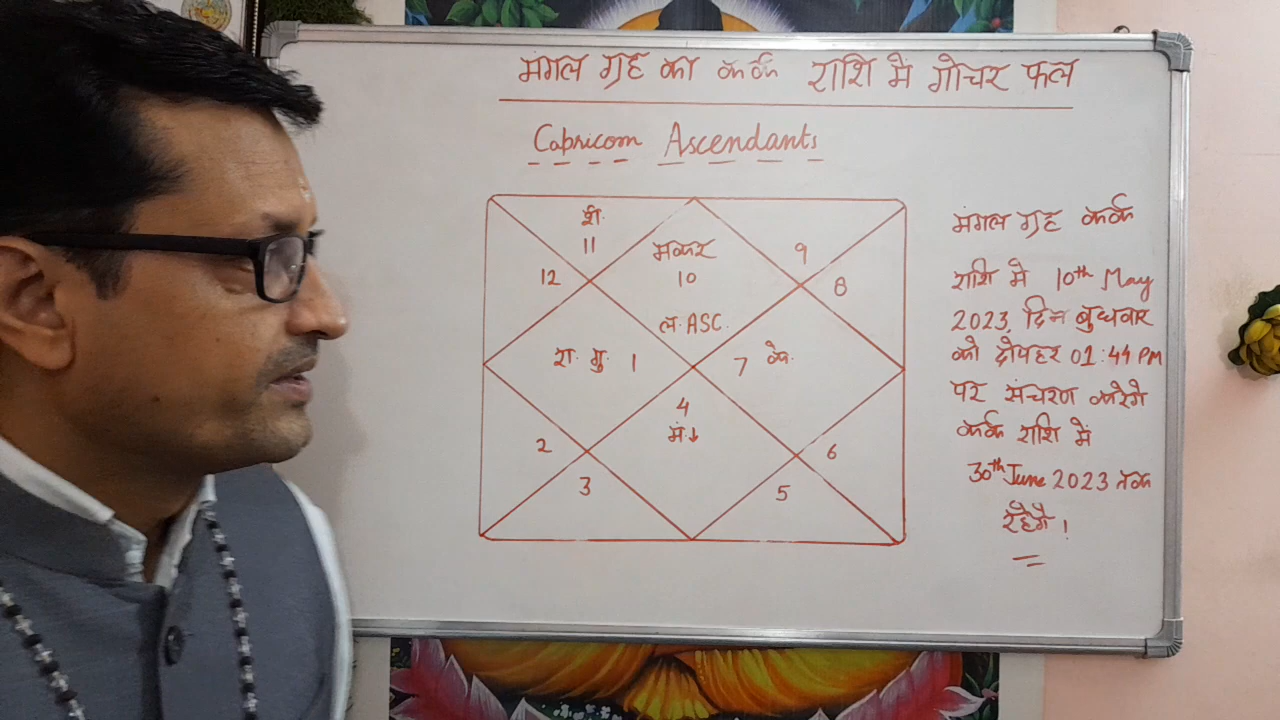 मंगल ग्रह का कर्क राशि में गोचर फल
Capricorn Ascendants
श.
11
मकर
9
12
10
8
ल. ASC.
रा. गु. 1
7 के.
4
मं.↓
2
6
3
5
मंगल ग्रह कर्क
राशि में 10th May
2023, दिन बुधवार
को दोपहर 01:44 PM
पर संचरण करेंगे
कर्क राशि में
30th June 2023 तक
रहेंगे।